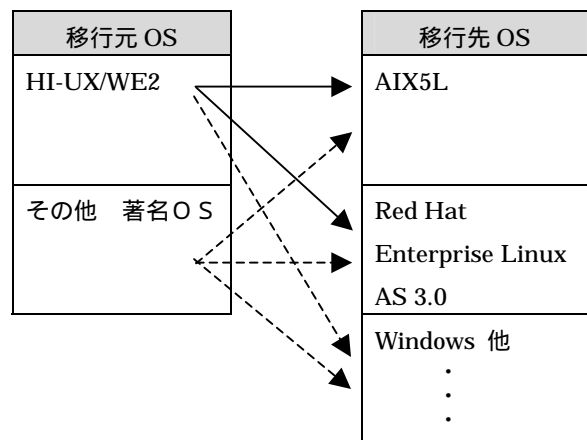 移行元 OS
HI-UX/WE2
その他　著名ＯＳ
移行先 OS
AIX5L
Red Hat
Enterprise Linux
AS 3.0
Windows 他
・
・
・